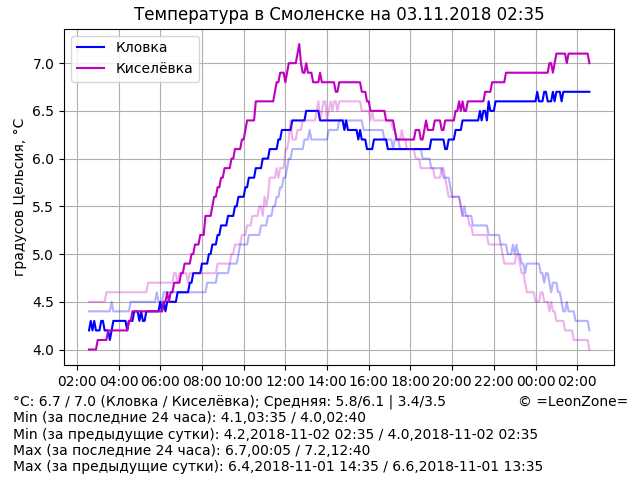 Температура в Смоленске на 03.11.2018 02:35
Кловка
Киселёвка
градусов Цельсия, °C
7.0
6.5
6.0
5.5
5.0
4.5
4.0
02:00 04:00 06:00 08:00 10:00 12:00 14:00 16:00 18:00 20:00 22:00 00:00 02:00
°C: 6.7 / 7.0 (Кловка / Киселёвка); Средняя: 5.8/6.1 | 3.4/3.5 © =LeonZone=
Min (за последние 24 часа): 4.1,03:35 / 4.0,02:40
Min (за предыдущие сутки): 4.2,2018-11-02 02:35 / 4.0,2018-11-02 02:35
Max (за последние 24 часа): 6.7,00:05 / 7.2,12:40
Max (за предыдущие сутки): 6.4,2018-11-01 14:35 / 6.6,2018-11-01 13:35